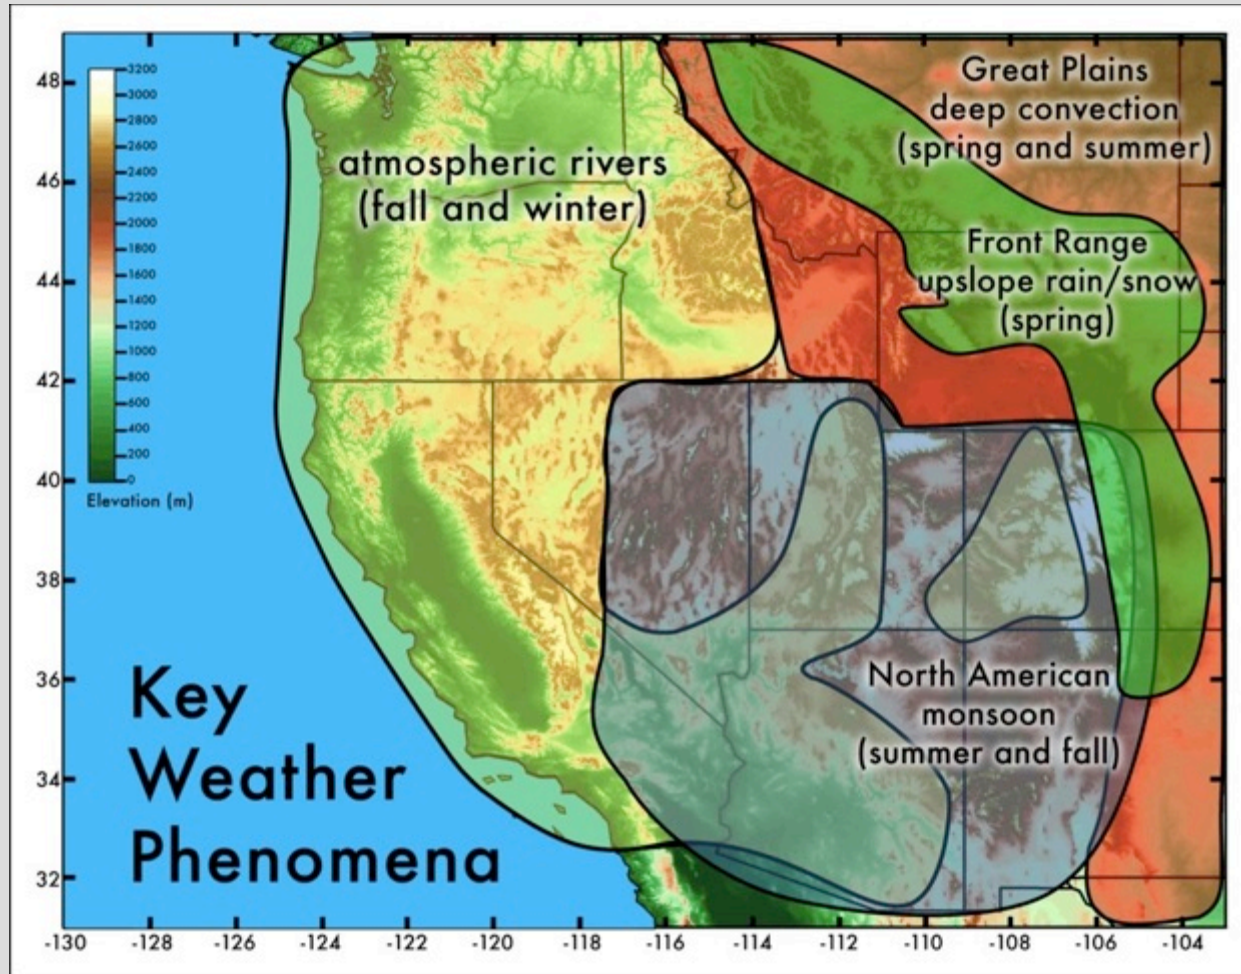 48
46
44
42
40
38
36
34
32
-130
-128
-126
-124
-122
-120
-118
-116
-114
-112
-110
-108
-106
-104
3200
3000
2800
2600
2400
2200
2000
1800
1600
1400
1200
1000
800
600
400
200
0
Elevation (m)
atmospheric rivers
(fall and winter)
Great Plains
deep convection
(spring and summer)
Front Range
upslope rain/snow
(spring)
North American
monsoon
(summer and fall)
Key
Weather
Phenomena